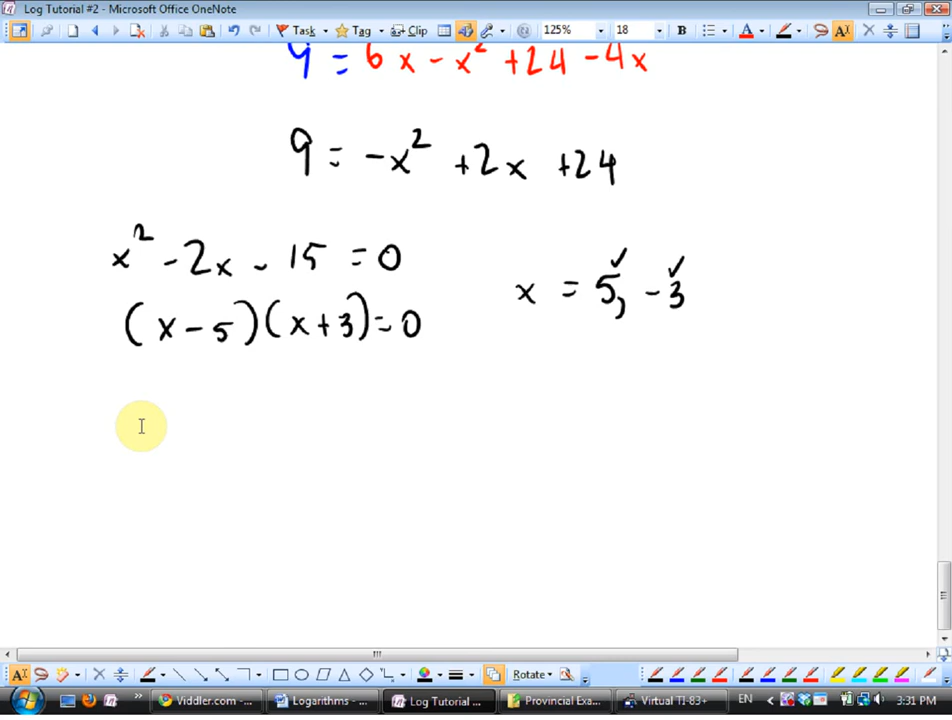 Log Tutorial #2 - Microsoft Office OneNote
Task Tag Clip 125% 18 B A
9 = 6x - x² + 24 - 4x
9 = -x² + 2x + 24
x² - 2x - 15 = 0
x = 5, -3
(x - 5)(x + 3) = 0
Rotate
Viddler.com - ... Logarithms - ... Log Tutorial ... Provincial Exa... Virtual TI-83+ EN 3:31 PM